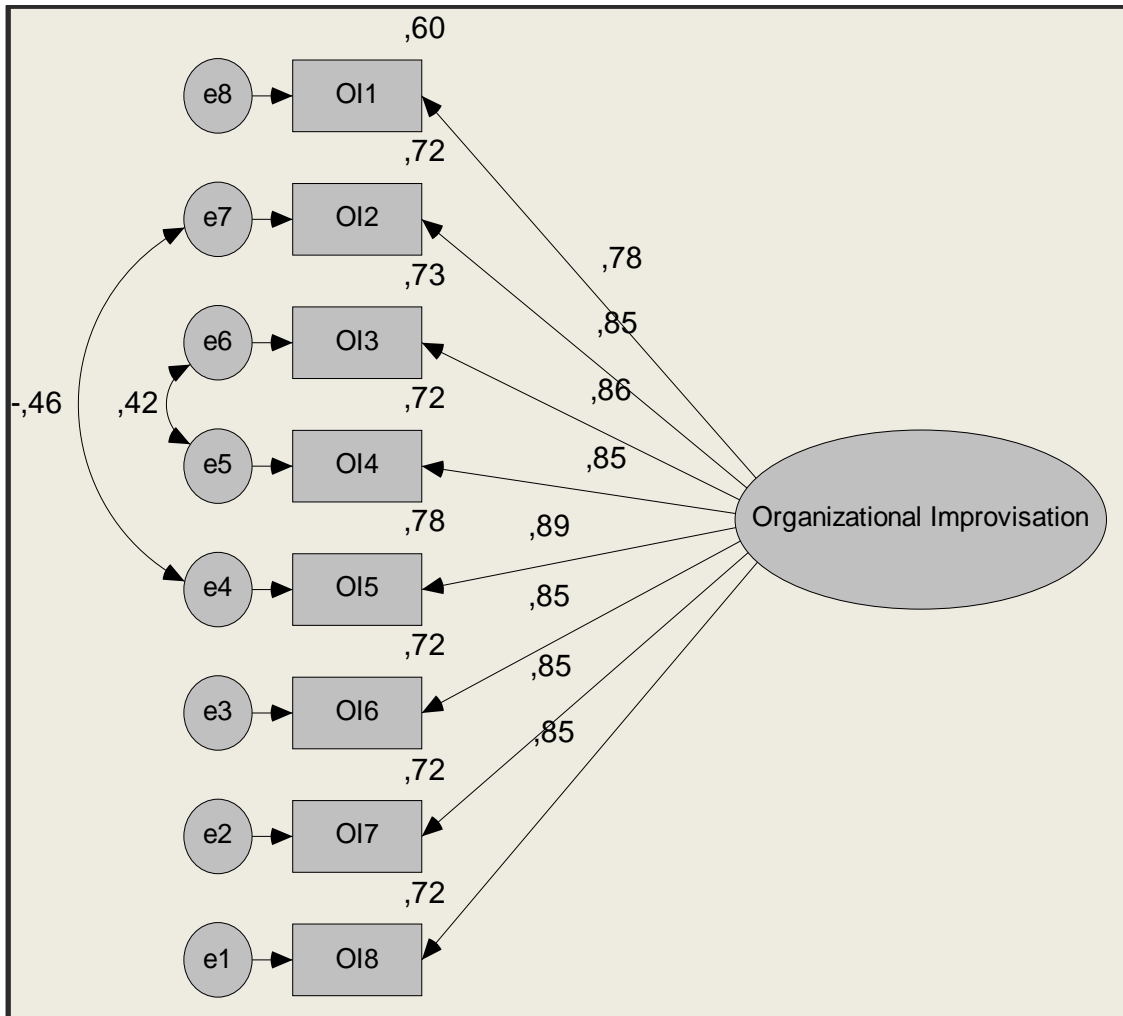 ,60
e8
OI1
,72
e7
OI2
,78
,73
,85
e6
OI3
,86
-,46
,42
,72
e5
OI4
,85
Organizational Improvisation
,78
,89
e4
OI5
,85
,72
e3
OI6
,85
,72
,85
e2
OI7
,72
e1
OI8